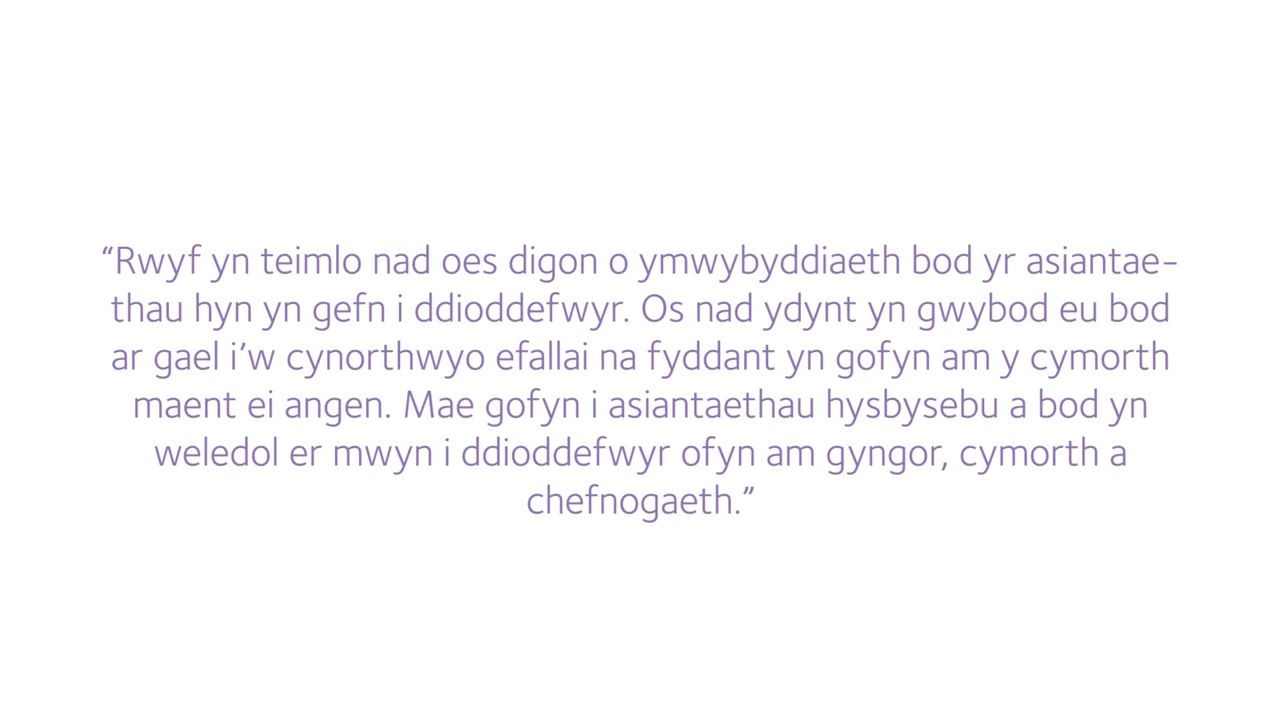 “Rwyf yn teimlo nad oes digon o ymwybyddiaeth bod yr asiantae-
thau hyn yn gefn i ddioddefwyr. Os nad ydynt yn gwybod eu bod
ar gael i’w cynorthwyo efallai na fyddant yn gofyn am y cymorth
maent ei angen. Mae gofyn i asiantaethau hysbysebu a bod yn
weledol er mwyn i ddioddefwyr ofyn am gyngor, cymorth a
chefnogaeth.”